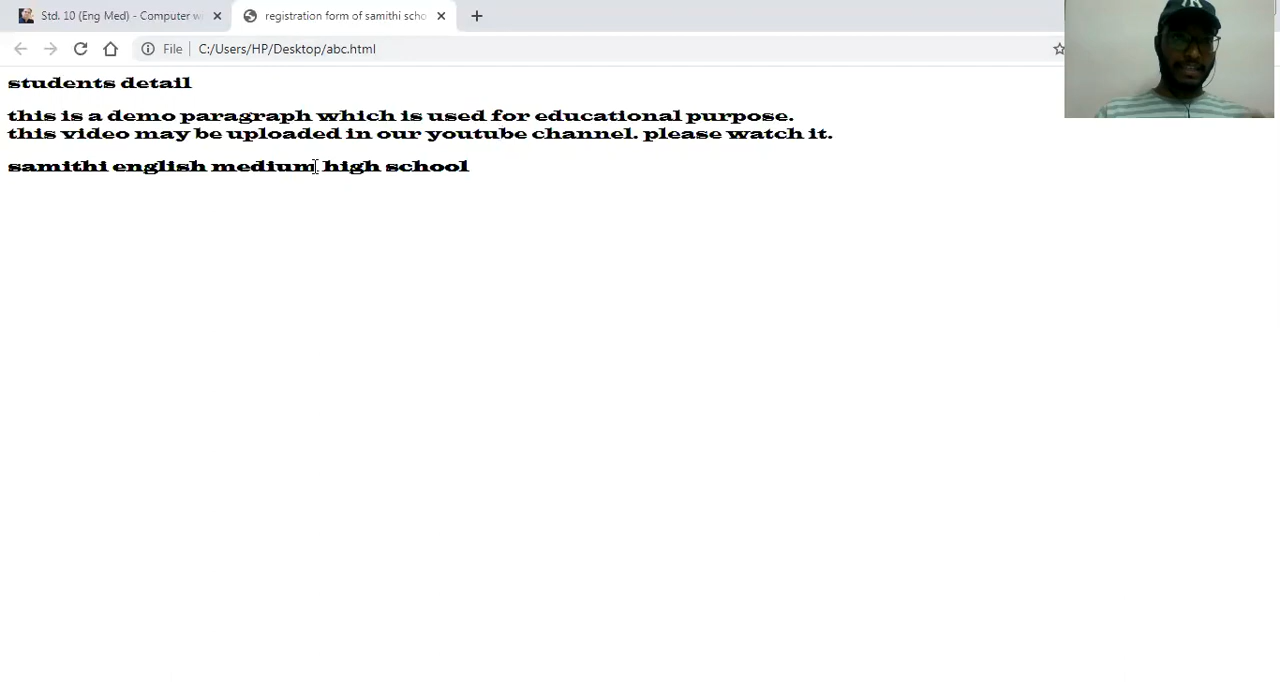 Std. 10 (Eng Med) - Computer w
registration form of samithi scho
File
C:/Users/HP/Desktop/abc.html
students detail
this is a demo paragraph which is used for educational purpose.
this video may be uploaded in our youtube channel. please watch it.
samithi english medium high school